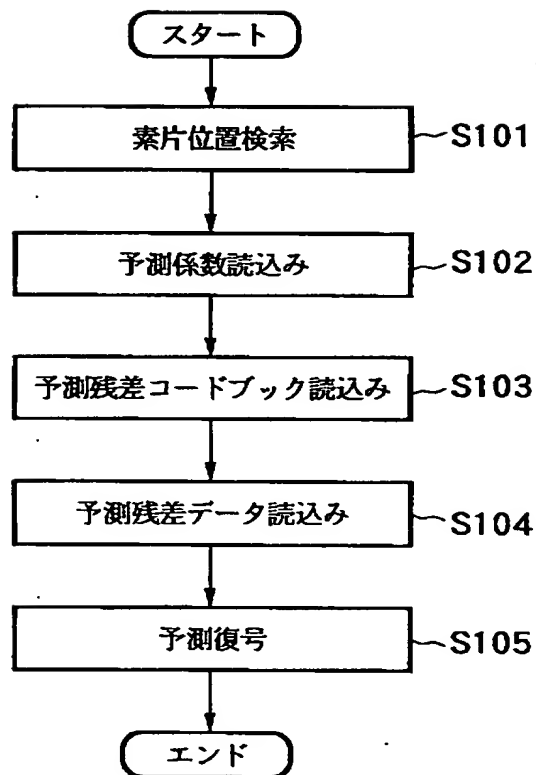 スタート
素片位置検索 S101
予測係数読込み S102
予測残差コードブック読込み S103
予測残差データ読込み S104
予測復号 S105
エンド